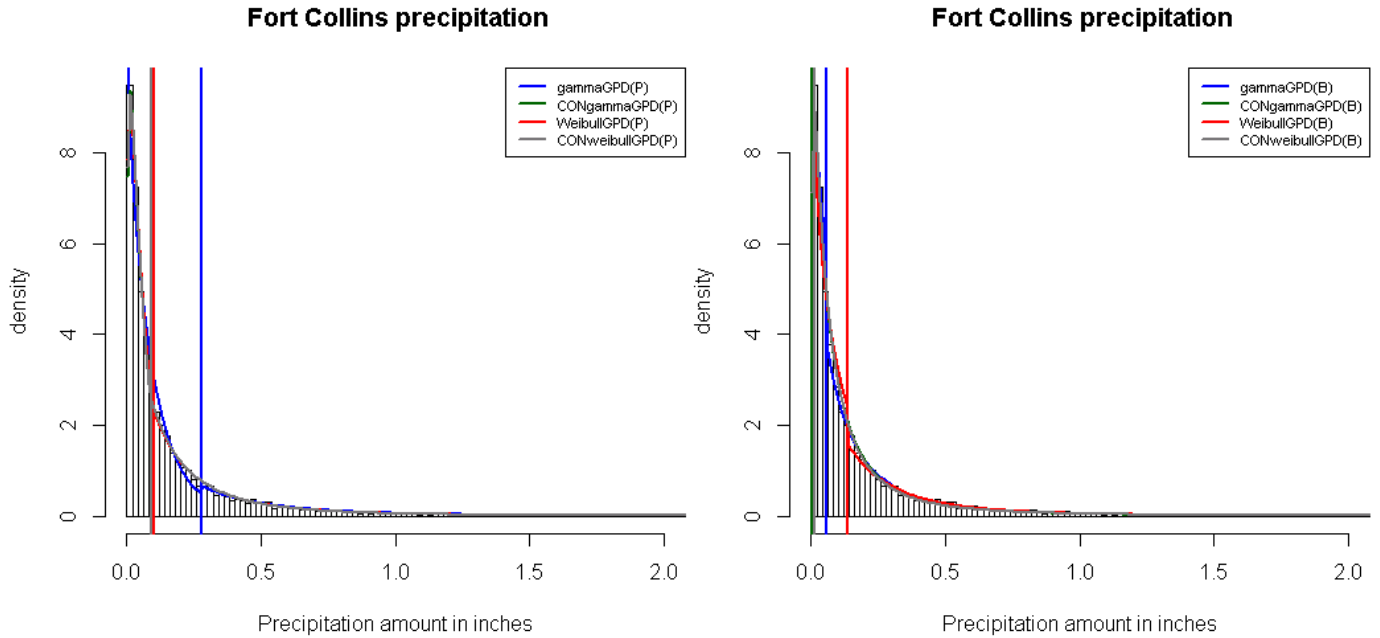 Fort Collins precipitation
gammaGPD(P)
CONgammaGPD(P)
WeibullGPD(P)
CONweibullGPD(P)
density
8
6
4
2
0
0.0 0.5 1.0 1.5 2.0
Precipitation amount in inches
Fort Collins precipitation
gammaGPD(B)
CONgammaGPD(B)
WeibullGPD(B)
CONweibullGPD(B)
density
8
6
4
2
0
0.0 0.5 1.0 1.5 2.0
Precipitation amount in inches